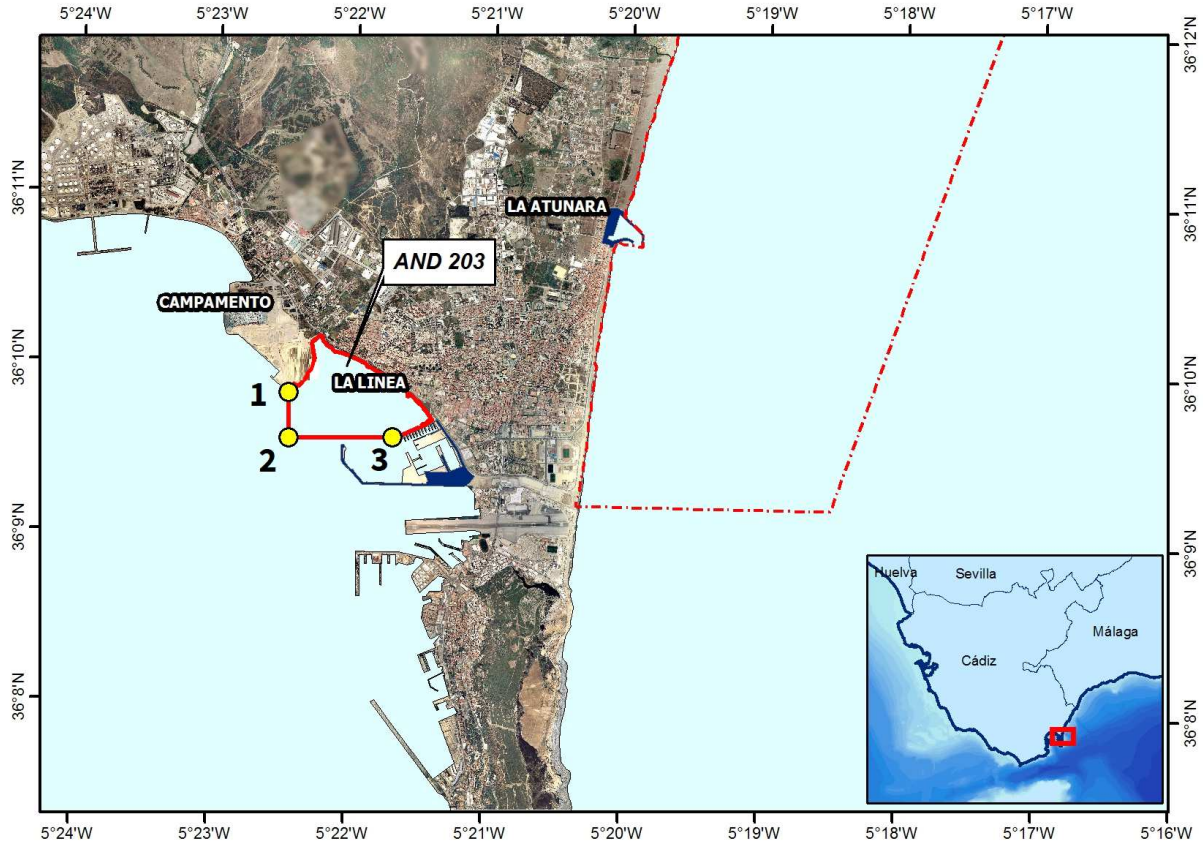 5°24'W 5°23'W 5°22'W 5°21'W 5°20'W 5°19'W 5°18'W 5°17'W
36°12'N
36°11'N
36°11'N
LA ATUNARA
AND 203
CAMPAMENTO
36°10'N
36°10'N
LA LINEA
1
2
3
36°9'N
36°9'N
Huelva
Sevilla
Málaga
Cádiz
36°8'N
36°8'N
5°24'W 5°23'W 5°22'W 5°21'W 5°20'W 5°19'W 5°18'W 5°17'W 5°16'W